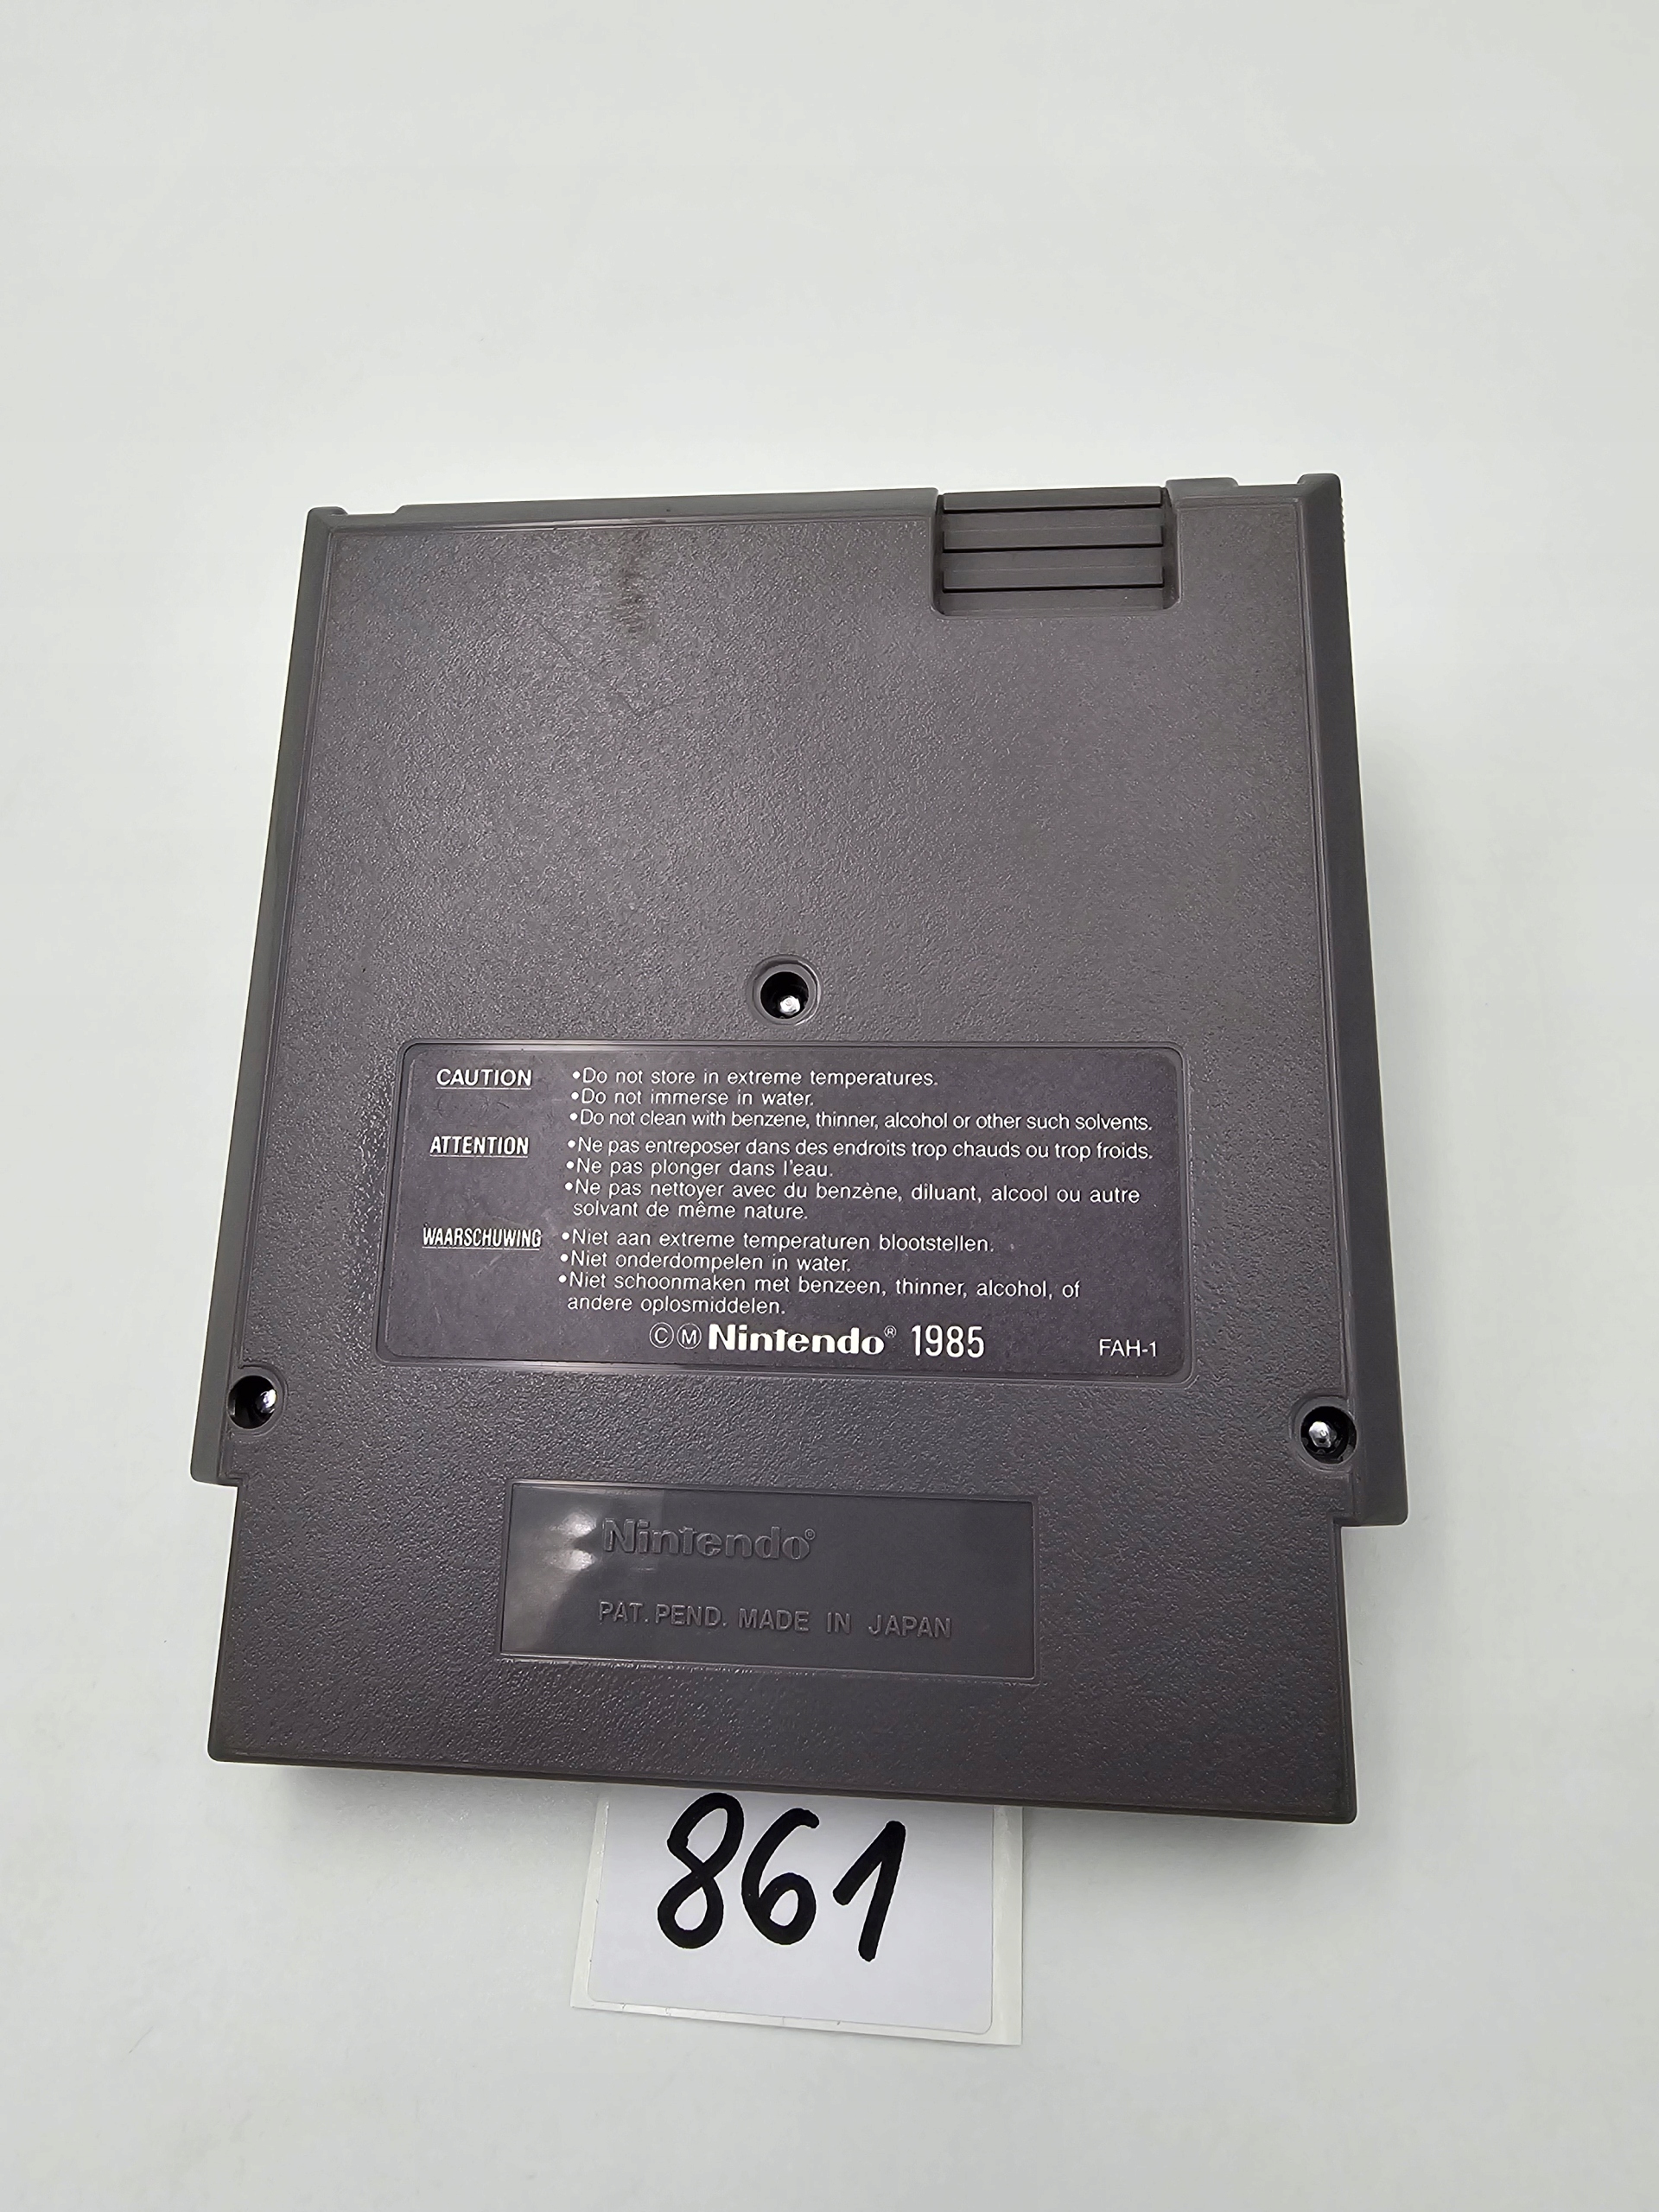 CAUTION •Do not store in extreme temperatures.
•Do not immerse in water.
•Do not clean with benzene, thinner, alcohol or other such solvents.
ATTENTION •Ne pas entreposer dans des endroits trop chauds ou trop froids.
•Ne pas plonger dans l'eau.
•Ne pas nettoyer avec du benzène, diluant, alcool ou autre
solvant de même nature.
WAARSCHUWING •Niet aan extreme temperaturen blootstellen.
•Niet onderdompelen in water.
•Niet schoonmaken met benzeen, thinner, alcohol, of
andere oplosmiddelen.
©Ⓜ Nintendo® 1985 FAH-1
Nintendo®
PAT. PEND. MADE IN JAPAN
861